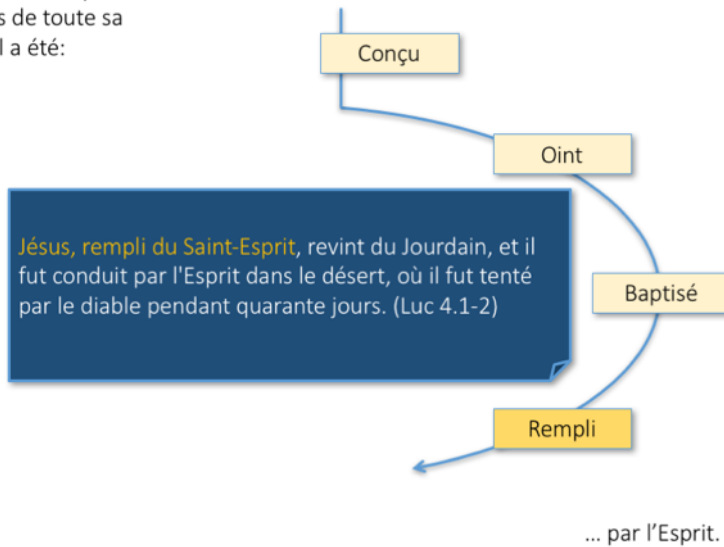 s de toute sa
l a été:
Conçu
Oint
Jésus, rempli du Saint-Esprit, revint du Jourdain, et il
fut conduit par l'Esprit dans le désert, où il fut tenté
par le diable pendant quarante jours. (Luc 4.1-2)
Baptisé
Rempli
... par l'Esprit.